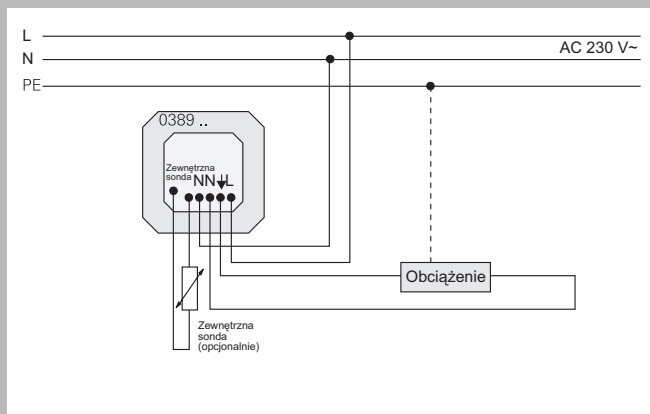 L
AC 230 V~
N
PE
0389 ..
Zewnętrzna
sonda
NN L
Obciążenie
Zewnętrzna
sonda
(opcjonalnie)